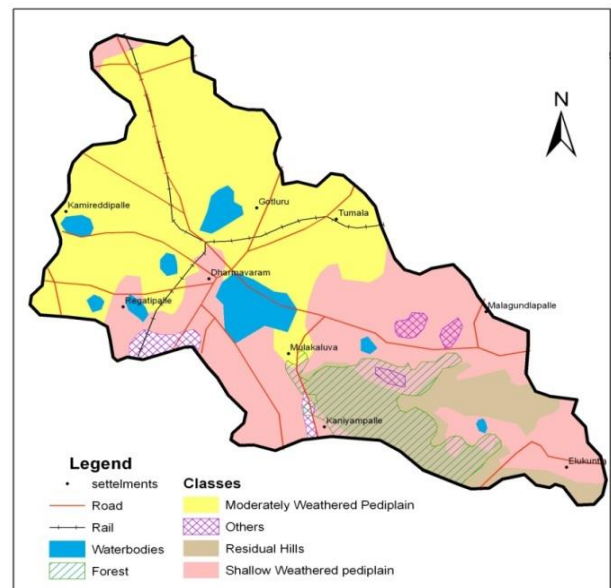 N
Kamireddipalle
Gotluru
Tumala
Dharmavaram
Regatipalle
Malagundlapalle
Mulakaluva
Kaniyampalle
Elukuntla
Legend
settelments
Road
Rail
Waterbodies
Forest
Classes
Moderately Weathered Pediplain
Others
Residual Hills
Shallow Weathered pediplain